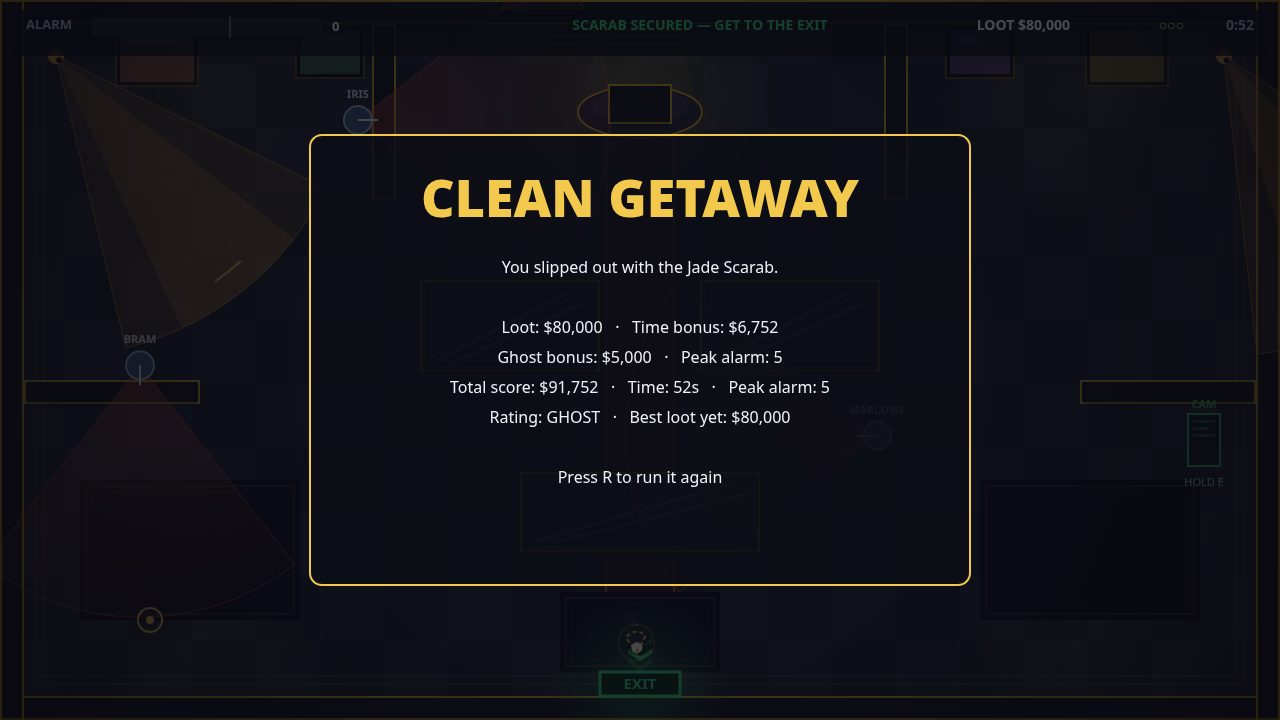 ALARM 0 SCARAB SECURED — GET TO THE EXIT LOOT $80,000 0:52
IRIS
CLEAN GETAWAY
You slipped out with the Jade Scarab.
Loot: $80,000 · Time bonus: $6,752
BRAM
Ghost bonus: $5,000 · Peak alarm: 5
Total score: $91,752 · Time: 52s · Peak alarm: 5
CAM
MARLOWE
Rating: GHOST · Best loot yet: $80,000
Press R to run it again
HOLD E
EXIT